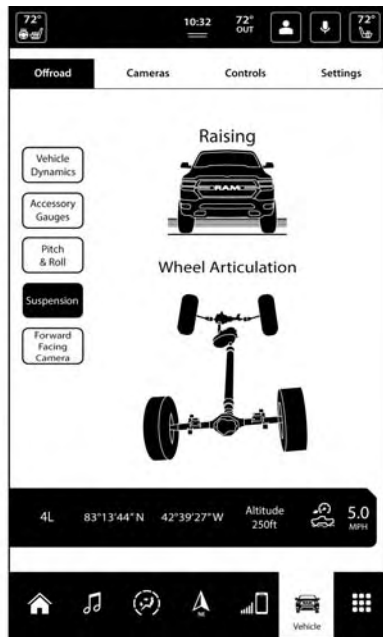 72°
10:32
72°
OUT
72°
Offroad
Cameras
Controls
Settings
Raising
RAM
Vehicle
Dynamics
Accessory
Gauges
Pitch
& Roll
Wheel Articulation
Suspension
Forward
Facing
Camera
4L
83°13'44" N
42°39'27" W
Altitude
250ft
5.0
MPH
NE
Vehicle